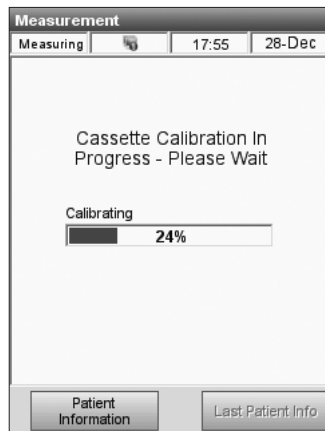 Measurement
Measuring 17:55 28-Dec
Cassette Calibration In
Progress - Please Wait
Calibrating
24%
Patient
Information
Last Patient Info